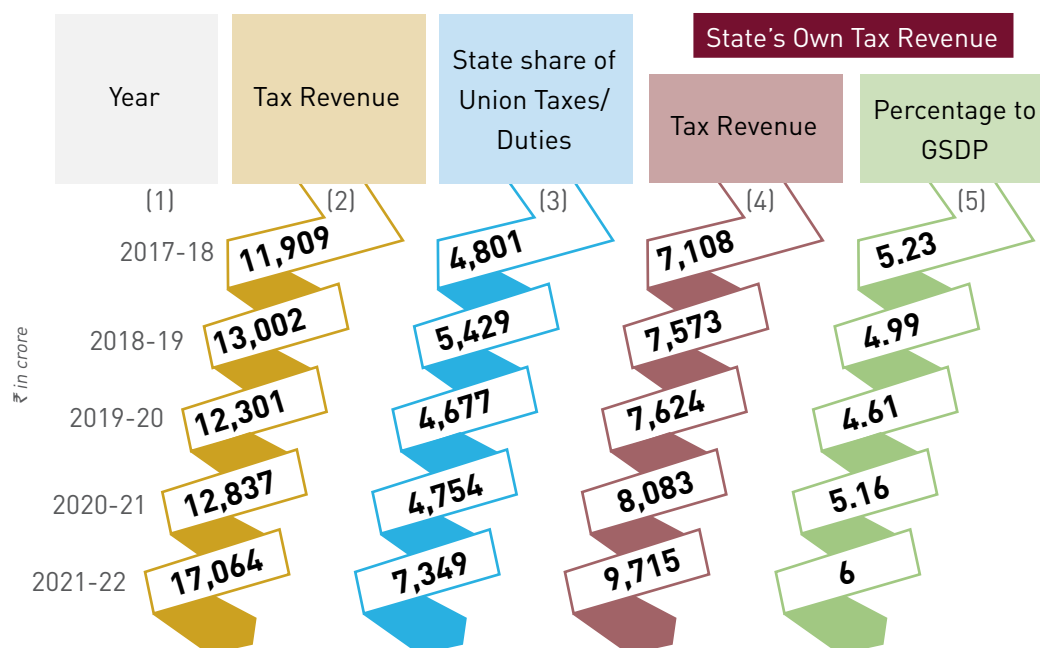 State's Own Tax Revenue
Year
Tax Revenue
State share of
Union Taxes/
Duties
Tax Revenue
Percentage to
GSDP
(1) (2) (3) (4) (5)
2017-18 11,909 4,801 7,108 5.23
2018-19 13,002 5,429 7,573 4.99
2019-20 12,301 4,677 7,624 4.61
2020-21 12,837 4,754 8,083 5.16
2021-22 17,064 7,349 9,715 6
₹ in crore